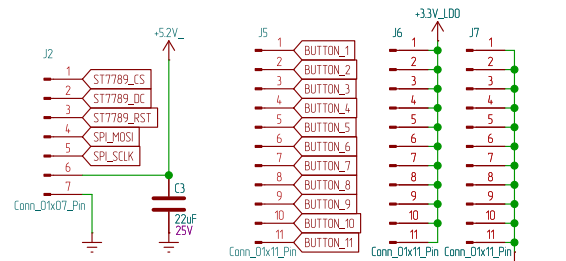 +3.3V_LDO
+5.2V_
J5
J6
J7
J2
1 BUTTON_1 1 1
2 BUTTON_2 2 2
1 ST7789_CS
3 BUTTON_3 3 3
2 ST7789_DC
4 BUTTON_4 4 4
3 ST7789_RST
5 BUTTON_5 5 5
4 SPI_MOSI
6 BUTTON_6 6 6
5 SPI_SCLK
7 BUTTON_7 7 7
6
8 BUTTON_8 8 8
7
C3
9 BUTTON_9 9 9
Conn_01x07_Pin
22uF
10 BUTTON_10 10 10
25V
11 BUTTON_11 11 11
Conn_01x11_Pin
Conn_01x11_Pin
Conn_01x11_Pin